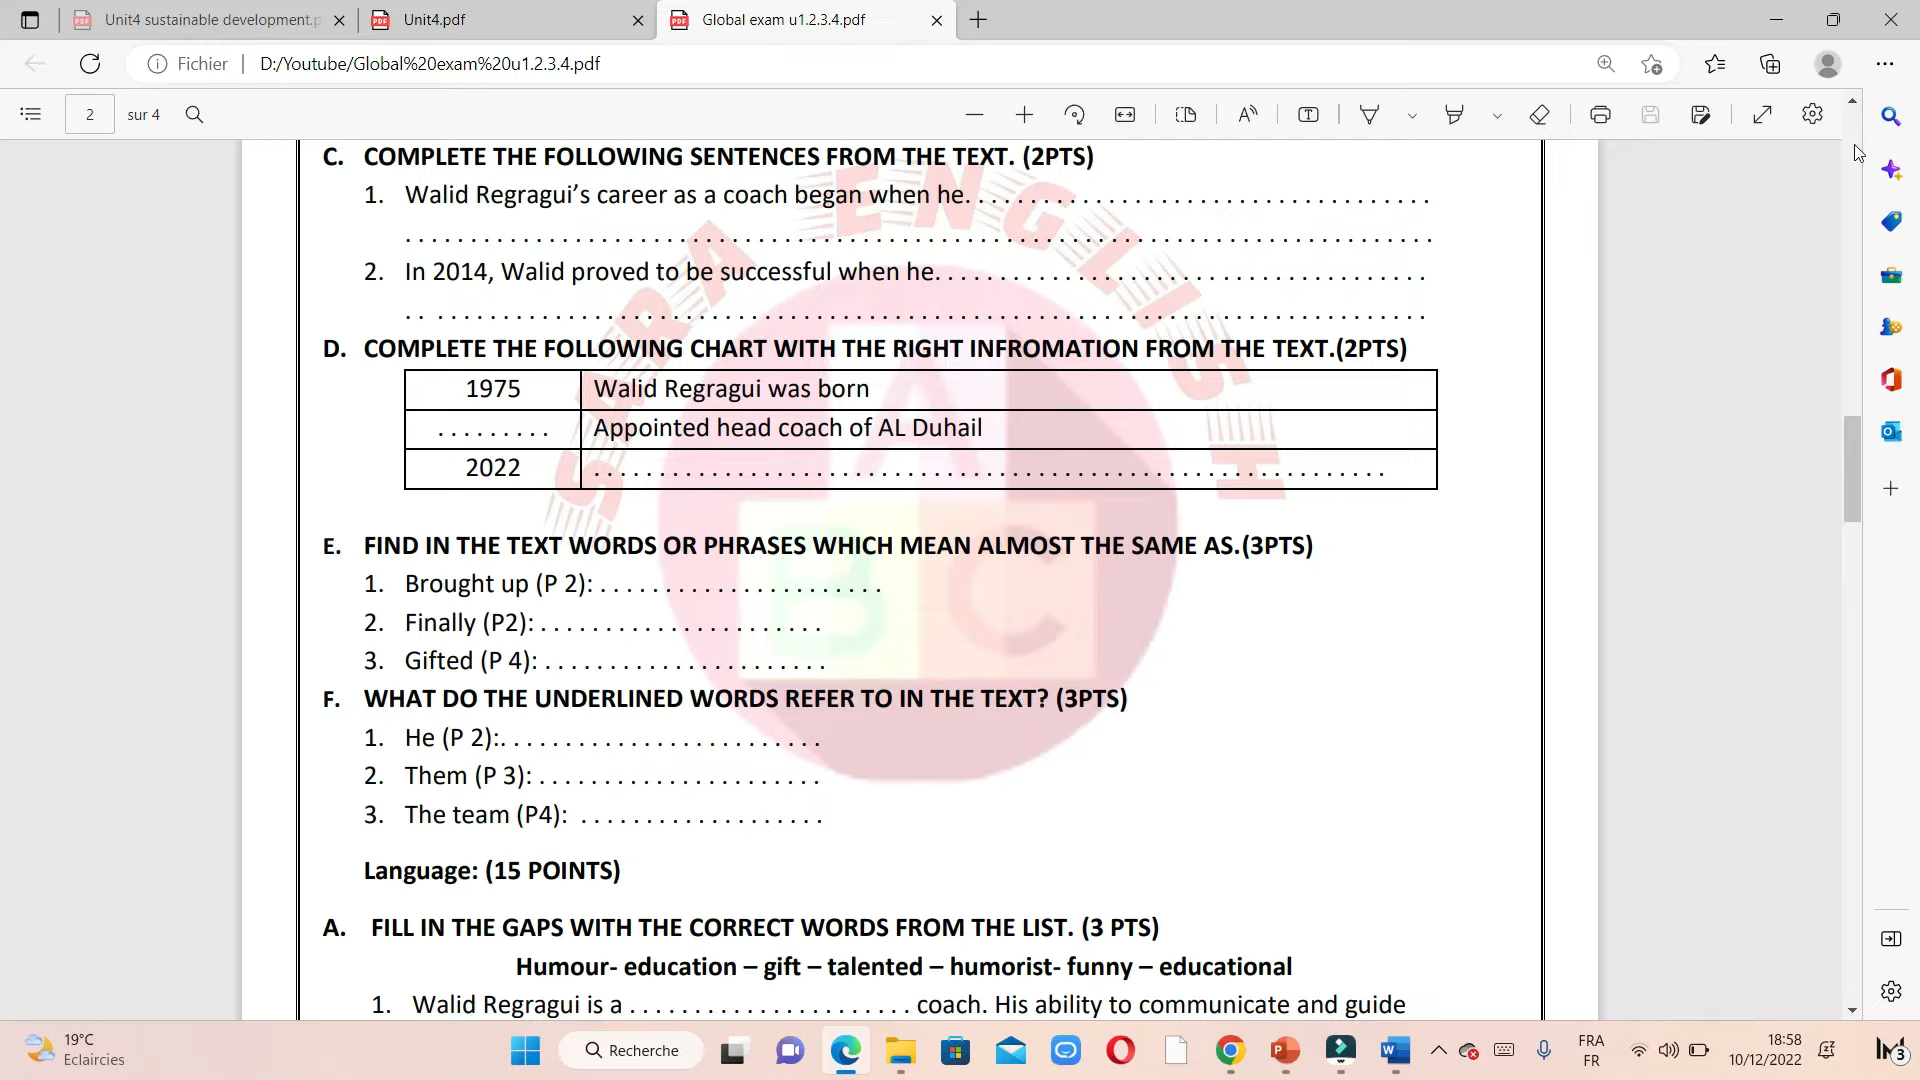 Unit4 sustainable development.p
Unit4.pdf
Global exam u1.2.3.4.pdf
Fichier
D:/Youtube/Global%20exam%20u1.2.3.4.pdf
2 sur 4
C. COMPLETE THE FOLLOWING SENTENCES FROM THE TEXT. (2PTS)
1. Walid Regragui’s career as a coach began when he. . . . . . . . . . . . . . . . . . . . . . . . . . . . . . . . . . . .
. . . . . . . . . . . . . . . . . . . . . . . . . . . . . . . . . . . . . . . . . . . . . . . . . . . . . . . . . . . . . . . . . . . . . . . . . . . . . . . .
2. In 2014, Walid proved to be successful when he. . . . . . . . . . . . . . . . . . . . . . . . . . . . . . . . . . . . . .
. . . . . . . . . . . . . . . . . . . . . . . . . . . . . . . . . . . . . . . . . . . . . . . . . . . . . . . . . . . . . . . . . . . . . . . . . . . . . . .
D. COMPLETE THE FOLLOWING CHART WITH THE RIGHT INFROMATION FROM THE TEXT.(2PTS)
1975 Walid Regragui was born
. . . . . . . . . Appointed head coach of AL Duhail
2022 . . . . . . . . . . . . . . . . . . . . . . . . . . . . . . . . . . . . . . . . . . . . . . . . . . . . . . . . . . . . .
E. FIND IN THE TEXT WORDS OR PHRASES WHICH MEAN ALMOST THE SAME AS.(3PTS)
1. Brought up (P 2): . . . . . . . . . . . . . . . . . . . . . .
2. Finally (P2): . . . . . . . . . . . . . . . . . . . . . .
3. Gifted (P 4): . . . . . . . . . . . . . . . . . . . . . .
F. WHAT DO THE UNDERLINED WORDS REFER TO IN THE TEXT? (3PTS)
1. He (P 2):. . . . . . . . . . . . . . . . . . . . . . . . .
2. Them (P 3): . . . . . . . . . . . . . . . . . . . . . .
3. The team (P4): . . . . . . . . . . . . . . . . . . .
Language: (15 POINTS)
A. FILL IN THE GAPS WITH THE CORRECT WORDS FROM THE LIST. (3 PTS)
Humour- education – gift – talented – humorist- funny – educational
1. Walid Regragui is a . . . . . . . . . . . . . . . . . . . . . . coach. His ability to communicate and guide
SARA ENGLISH
A
B C
19°C
Eclaircies
Recherche
FRA
FR
18:58
10/12/2022
3